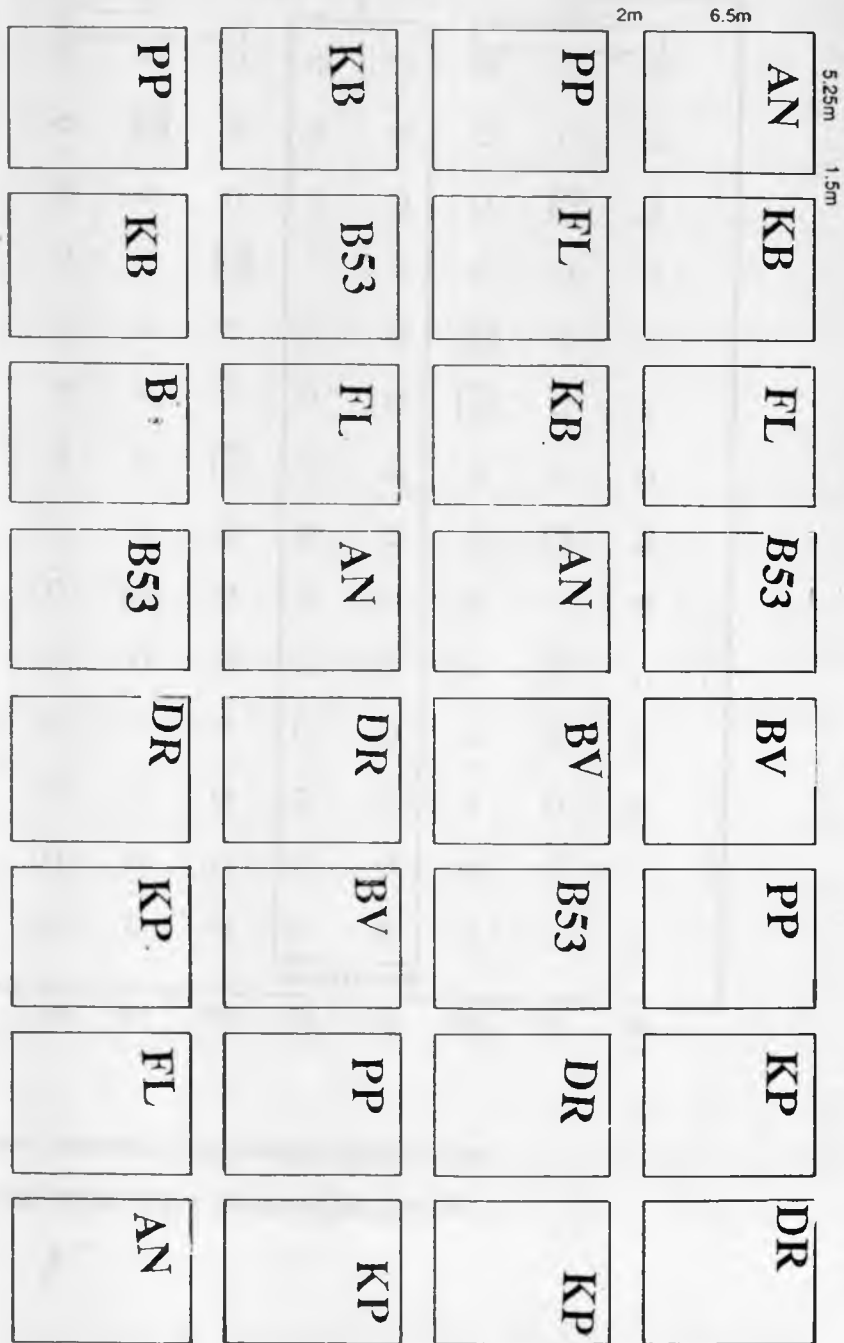 2m 6.5m
5.25m 1.5m
PP KB PP AN
KB B53 FL KB
B FL KB FL
B53 AN AN B53
DR DR BV BV
KP BV B53 PP
FL PP DR KP
AN KP KP DR